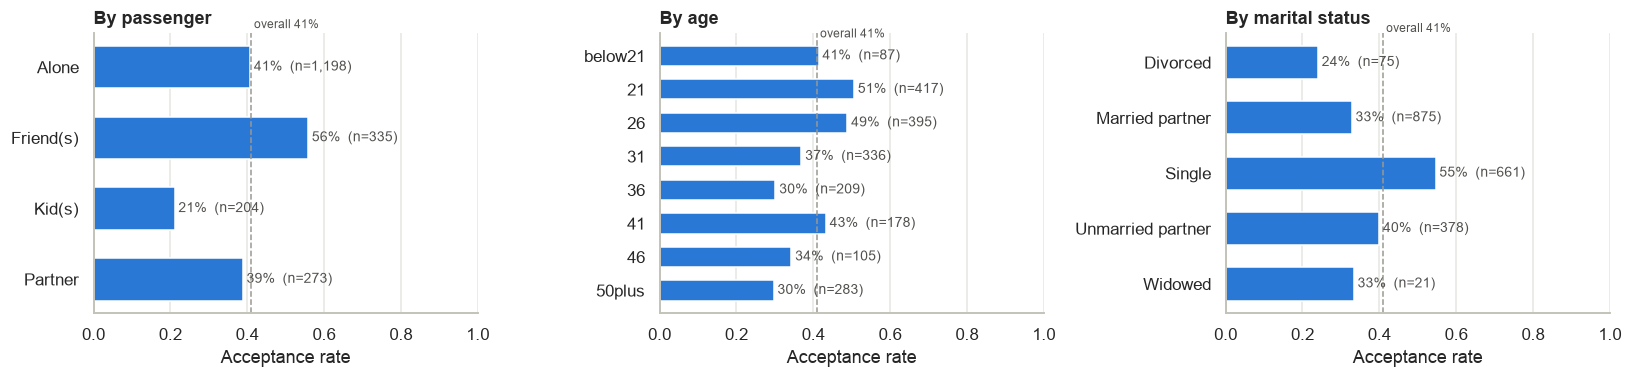 By passenger
overall 41%
Alone
41% (n=1,198)
Friend(s)
56% (n=335)
Kid(s)
21% (n=204)
Partner
39% (n=273)
0.0 0.2 0.4 0.6 0.8 1.0
Acceptance rate
By age
overall 41%
below21
41% (n=87)
21
51% (n=417)
26
49% (n=395)
31
37% (n=336)
36
30% (n=209)
41
43% (n=178)
46
34% (n=105)
50plus
30% (n=283)
0.0 0.2 0.4 0.6 0.8 1.0
Acceptance rate
By marital status
overall 41%
Divorced
24% (n=75)
Married partner
33% (n=875)
Single
55% (n=661)
Unmarried partner
40% (n=378)
Widowed
33% (n=21)
0.0 0.2 0.4 0.6 0.8 1.0
Acceptance rate